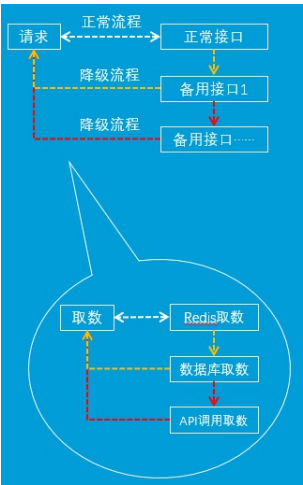 正常流程
请求
正常接口
降级流程
备用接口1
降级流程
备用接口……
取数
Redis取数
数据库取数
API调用取数